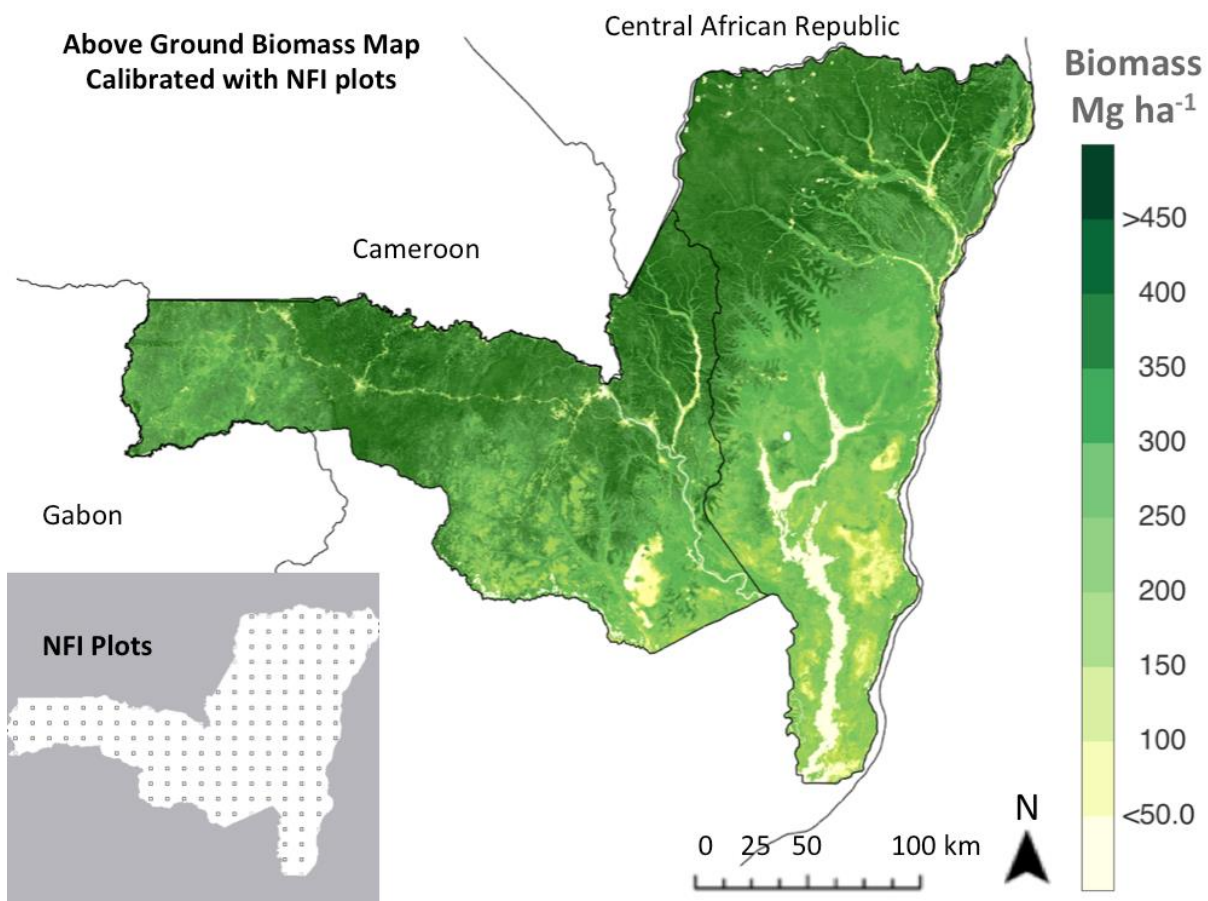 Above Ground Biomass Map
Calibrated with NFI plots
Central African Republic
Biomass
Mg ha⁻¹
>450
400
350
300
250
200
150
100
<50.0
Cameroon
Gabon
NFI Plots
N
0 25 50 100 km